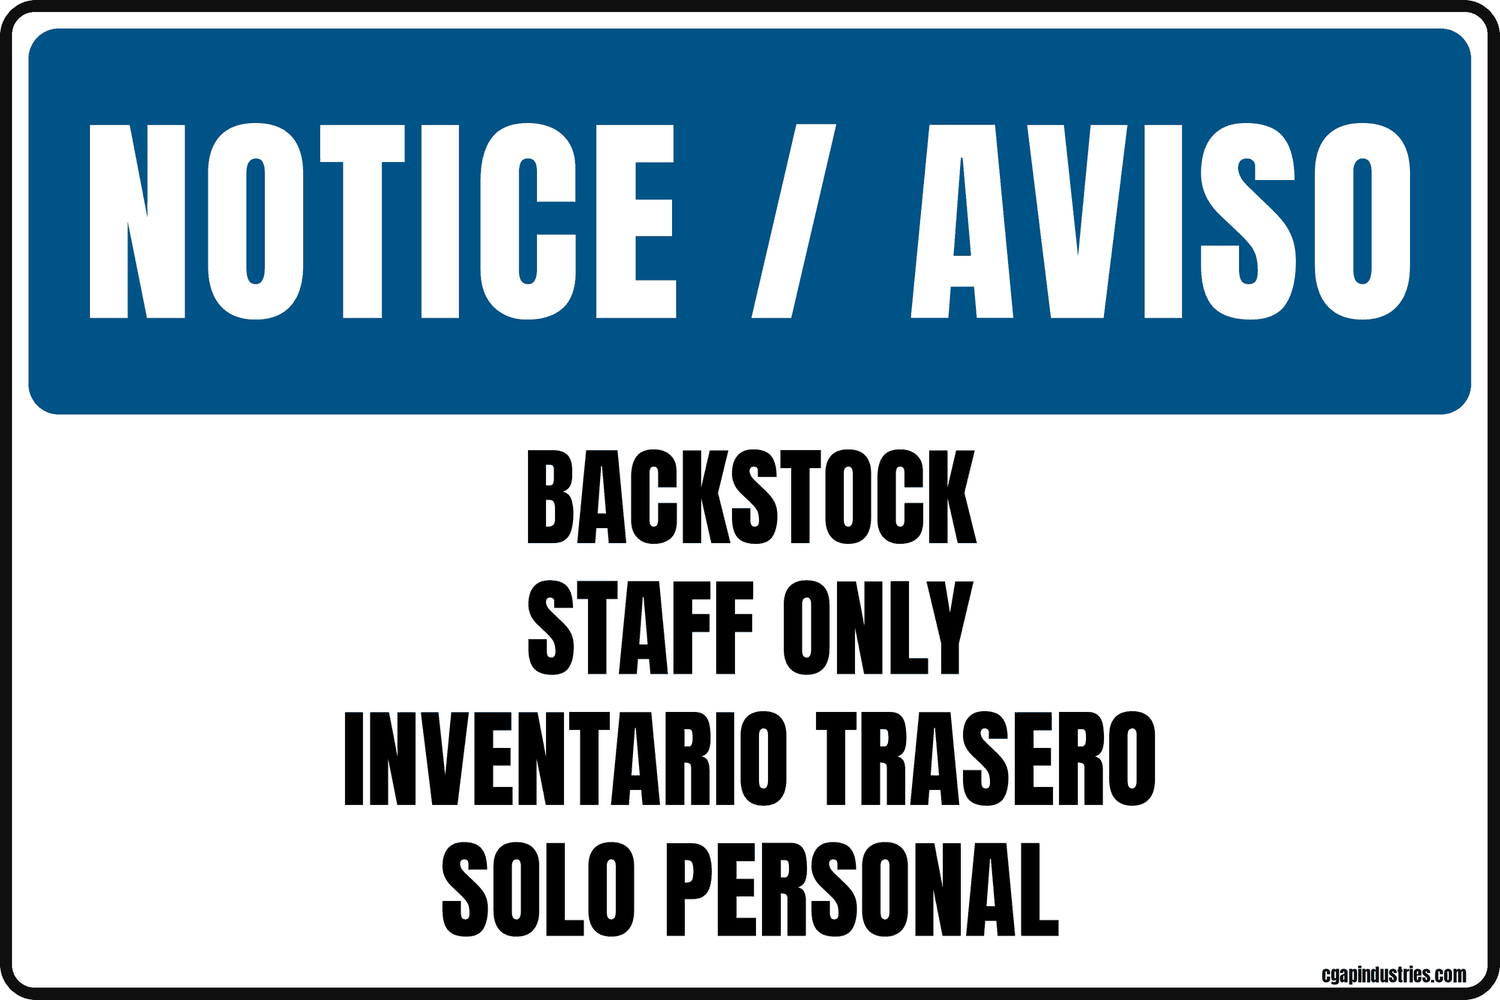 NOTICE / AVISO
BACKSTOCK
STAFF ONLY
INVENTARIO TRASERO
SOLO PERSONAL
cgapindustries.com